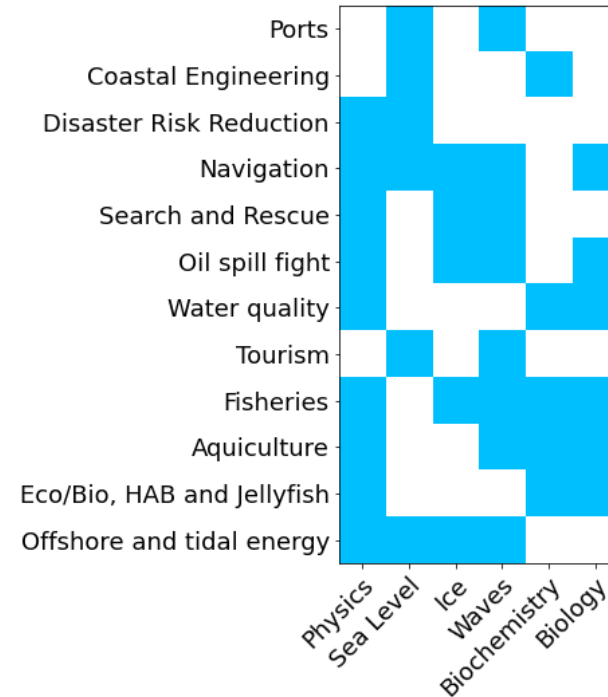 Ports
Coastal Engineering
Disaster Risk Reduction
Navigation
Search and Rescue
Oil spill fight
Water quality
Tourism
Fisheries
Aquiculture
Eco/Bio, HAB and Jellyfish
Offshore and tidal energy
Physics
Sea Level
Ice
Waves
Biochemistry
Biology